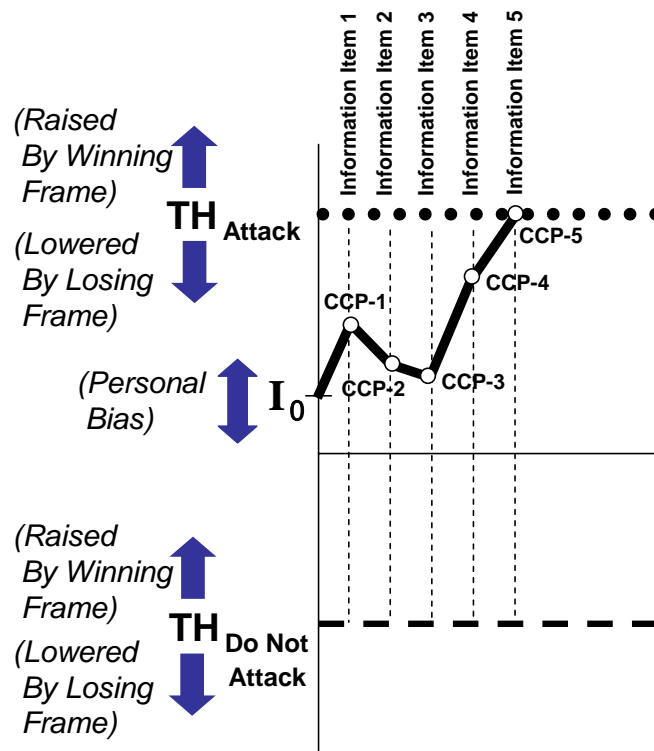 Information Item 1
Information Item 2
Information Item 3
Information Item 4
Information Item 5
(Raised
By Winning
Frame)
TH Attack
(Lowered
By Losing
Frame)
CCP-5
CCP-4
CCP-1
CCP-2
CCP-3
(Personal
Bias)
I0
(Raised
By Winning
Frame)
TH Do Not
Attack
(Lowered
By Losing
Frame)